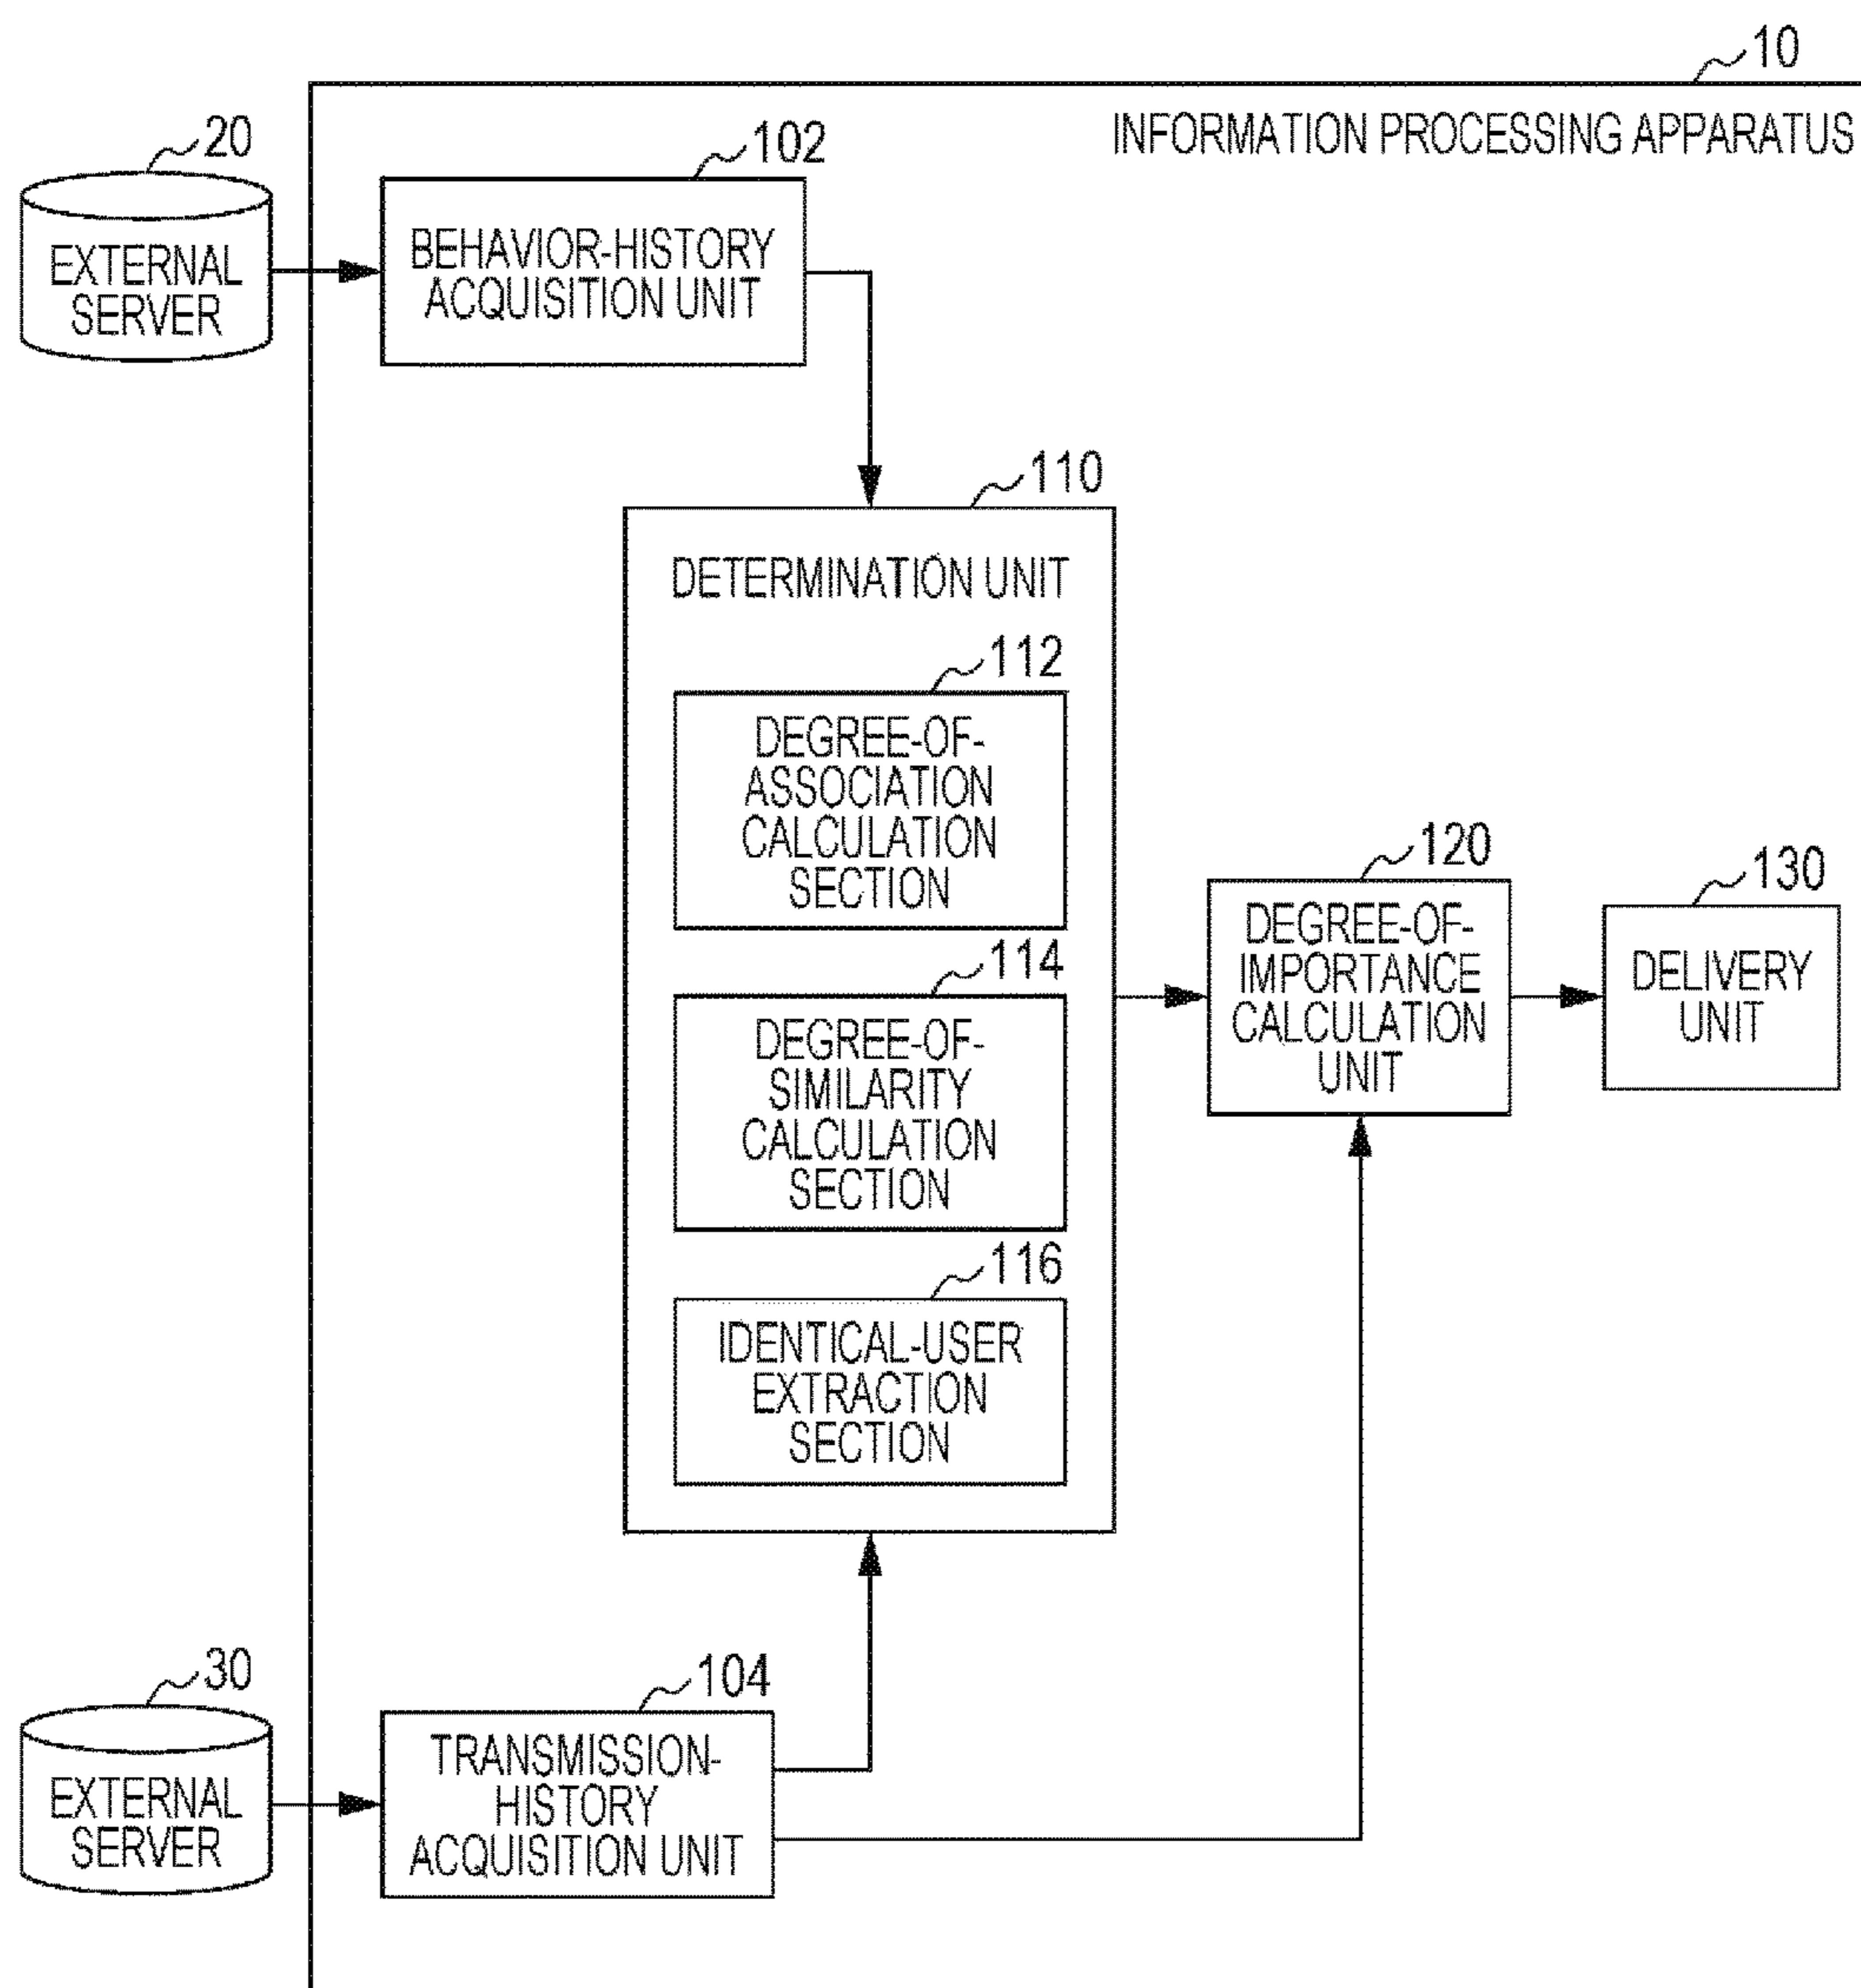 10
INFORMATION PROCESSING APPARATUS
20
EXTERNAL
SERVER
102
BEHAVIOR-HISTORY
ACQUISITION UNIT
110
DETERMINATION UNIT
112
DEGREE-OF-
ASSOCIATION
CALCULATION
SECTION
114
DEGREE-OF-
SIMILARITY
CALCULATION
SECTION
116
IDENTICAL-USER
EXTRACTION
SECTION
120
DEGREE-OF-
IMPORTANCE
CALCULATION
UNIT
130
DELIVERY
UNIT
30
EXTERNAL
SERVER
104
TRANSMISSION-
HISTORY
ACQUISITION UNIT